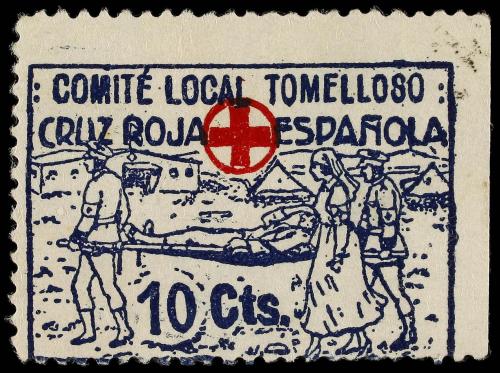 : COMITÉ LOCAL TOMELLOSO :
CRUZ ROJA ESPAÑOLA
10 Cts.